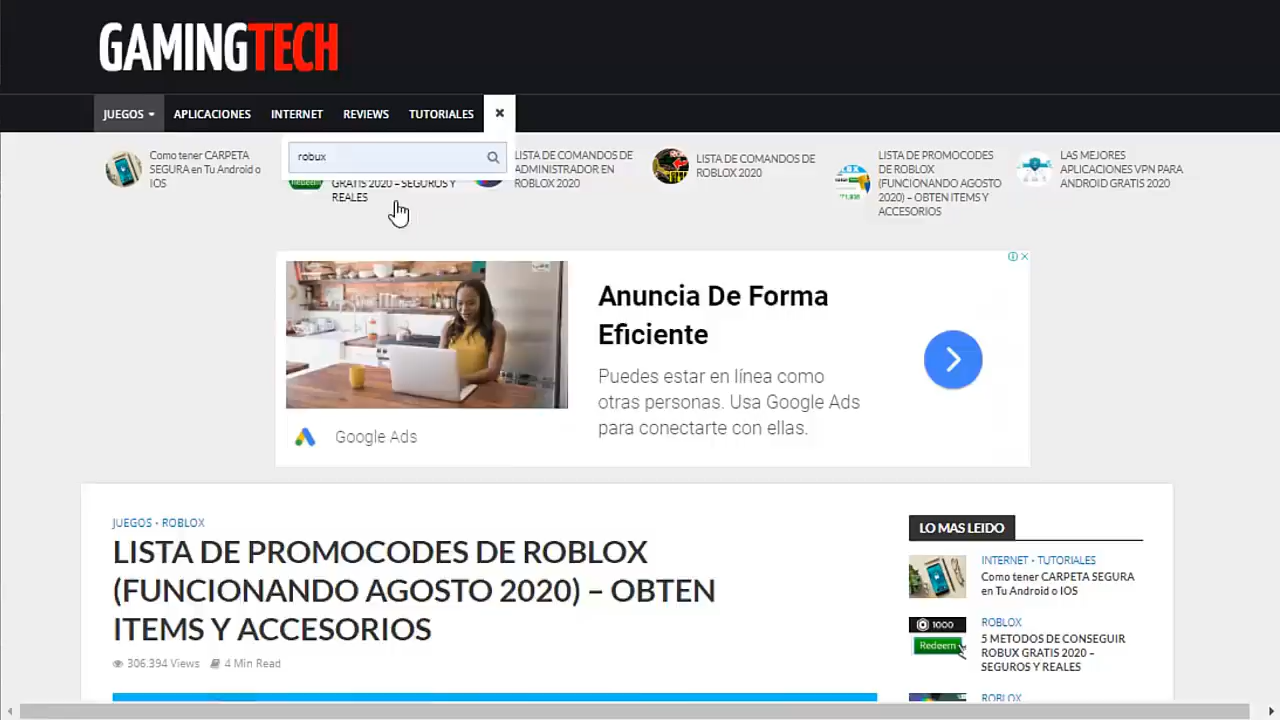 GAMINGTECH
JUEGOS APLICACIONES INTERNET REVIEWS TUTORIALES
robux
Como tener CARPETA
SEGURA en Tu Android o
IOS
GRATIS 2020 – SEGUROS Y
REALES
LISTA DE COMANDOS DE
ADMINISTRADOR EN
ROBLOX 2020
LISTA DE COMANDOS DE
ROBLOX 2020
LISTA DE PROMOCODES
DE ROBLOX
(FUNCIONANDO AGOSTO
2020) – OBTEN ITEMS Y
ACCESORIOS
LAS MEJORES
APLICACIONES VPN PARA
ANDROID GRATIS 2020
Anuncia De Forma
Eficiente
Puedes estar en línea como
otras personas. Usa Google Ads
para conectarte con ellas.
Google Ads
JUEGOS • ROBLOX
LISTA DE PROMOCODES DE ROBLOX
(FUNCIONANDO AGOSTO 2020) – OBTEN
ITEMS Y ACCESORIOS
306.394 Views 4 Min Read
LO MAS LEIDO
INTERNET • TUTORIALES
Como tener CARPETA SEGURA
en Tu Android o IOS
1000
Redeem
ROBLOX
5 METODOS DE CONSEGUIR
ROBUX GRATIS 2020 –
SEGUROS Y REALES
ROBLOX